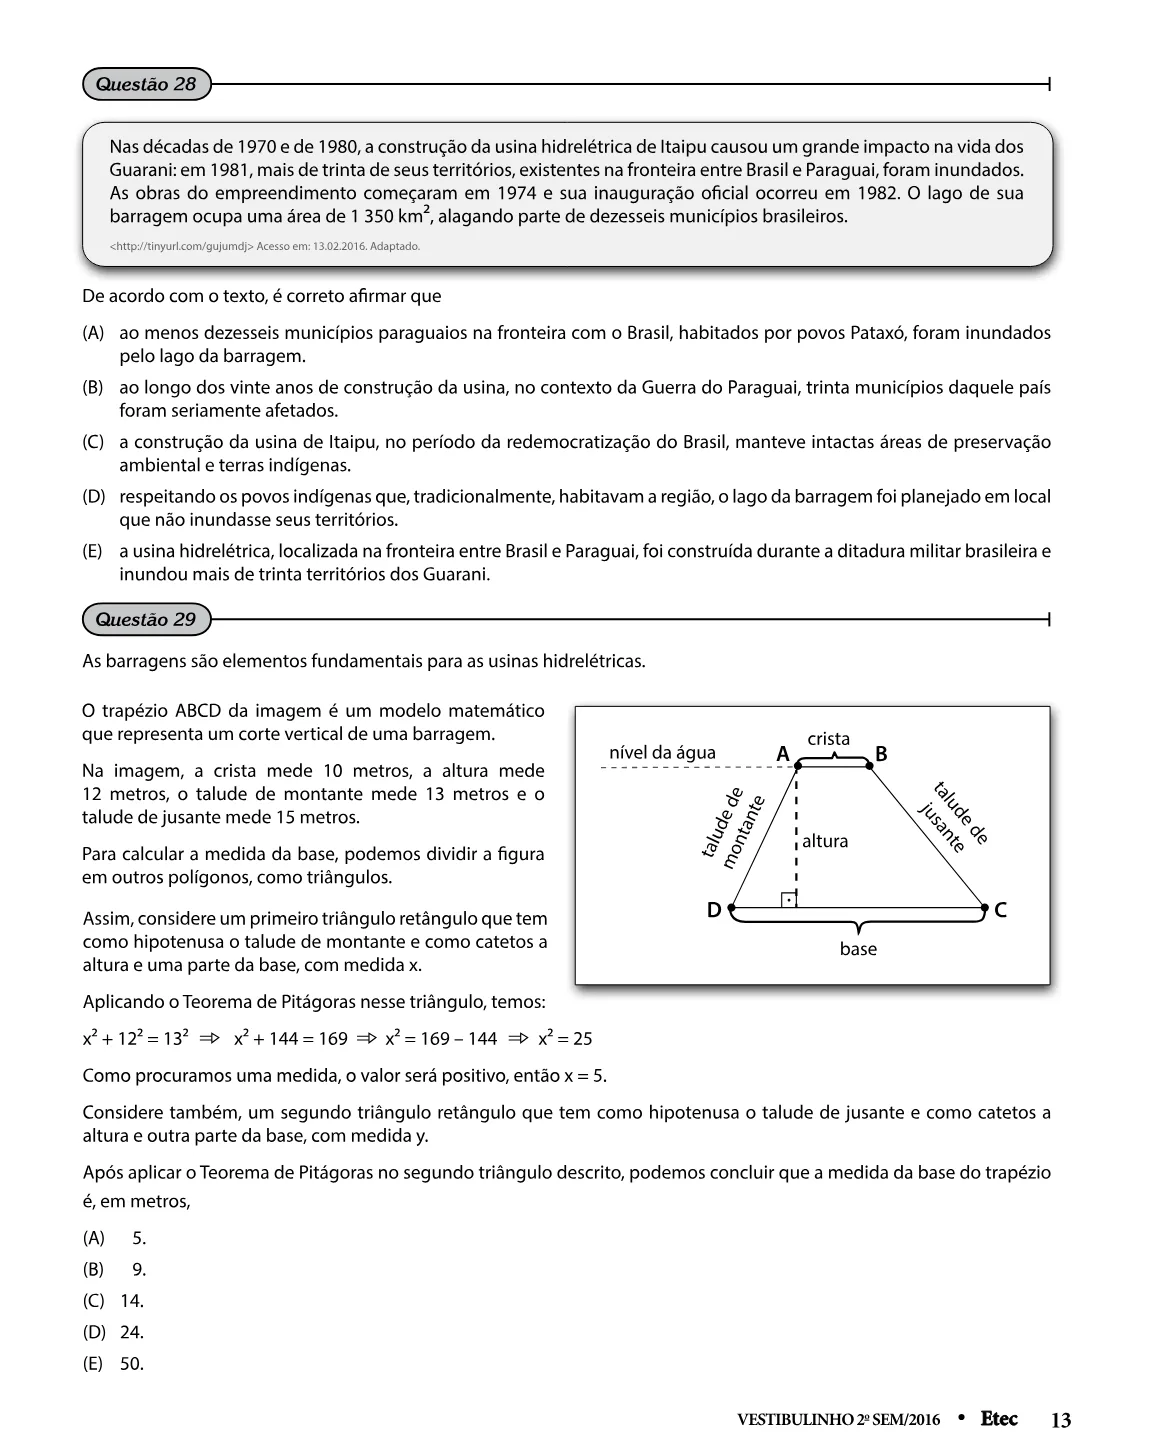 Questão 28
Nas décadas de 1970 e de 1980, a construção da usina hidrelétrica de Itaipu causou um grande impacto na vida dos
Guarani: em 1981, mais de trinta de seus territórios, existentes na fronteira entre Brasil e Paraguai, foram inundados.
As obras do empreendimento começaram em 1974 e sua inauguração oficial ocorreu em 1982. O lago de sua
barragem ocupa uma área de 1 350 km², alagando parte de dezesseis municípios brasileiros.
<http://tinyurl.com/gujumdj> Acesso em: 13.02.2016. Adaptado.
De acordo com o texto, é correto afirmar que
(A) ao menos dezesseis municípios paraguaios na fronteira com o Brasil, habitados por povos Pataxó, foram inundados
pelo lago da barragem.
(B) ao longo dos vinte anos de construção da usina, no contexto da Guerra do Paraguai, trinta municípios daquele país
foram seriamente afetados.
(C) a construção da usina de Itaipu, no período da redemocratização do Brasil, manteve intactas áreas de preservação
ambiental e terras indígenas.
(D) respeitando os povos indígenas que, tradicionalmente, habitavam a região, o lago da barragem foi planejado em local
que não inundasse seus territórios.
(E) a usina hidrelétrica, localizada na fronteira entre Brasil e Paraguai, foi construída durante a ditadura militar brasileira e
inundou mais de trinta territórios dos Guarani.
Questão 29
As barragens são elementos fundamentais para as usinas hidrelétricas.
O trapézio ABCD da imagem é um modelo matemático
que representa um corte vertical de uma barragem.
Na imagem, a crista mede 10 metros, a altura mede
12 metros, o talude de montante mede 13 metros e o
talude de jusante mede 15 metros.
Para calcular a medida da base, podemos dividir a figura
em outros polígonos, como triângulos.
Assim, considere um primeiro triângulo retângulo que tem
como hipotenusa o talude de montante e como catetos a
altura e uma parte da base, com medida x.
crista
nível da água
A
B
talude de
montante
altura
talude de
jusante
D
C
base
Aplicando o Teorema de Pitágoras nesse triângulo, temos:
x² + 12² = 13² ⇒ x² + 144 = 169 ⇒ x² = 169 – 144 ⇒ x² = 25
Como procuramos uma medida, o valor será positivo, então x = 5.
Considere também, um segundo triângulo retângulo que tem como hipotenusa o talude de jusante e como catetos a
altura e outra parte da base, com medida y.
Após aplicar o Teorema de Pitágoras no segundo triângulo descrito, podemos concluir que a medida da base do trapézio
é, em metros,
(A) 5.
(B) 9.
(C) 14.
(D) 24.
(E) 50.
VESTIBULINHO 2º SEM/2016 • Etec 13